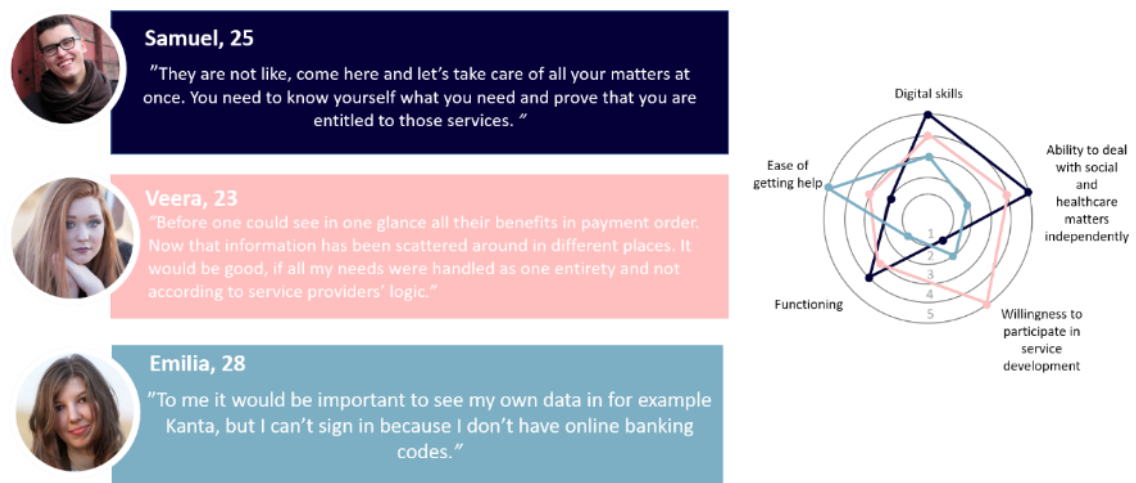 Samuel, 25
"They are not like, come here and let's take care of all your matters at
once. You need to know yourself what you need and prove that you are
entitled to those services. "
Veera, 23
"Before one could see in one glance all their benefits in payment order.
Now that information has been scattered around in different places. It
would be good, if all my needs were handled as one entirety and not
according to service providers' logic."
Emilia, 28
"To me it would be important to see my own data in for example
Kanta, but I can't sign in because I don't have online banking
codes."
Digital skills
Ability to deal
with social
and
healthcare
matters
independently
Willingness to
participate in
service
development
Functioning
Ease of
getting help
1
2
3
4
5